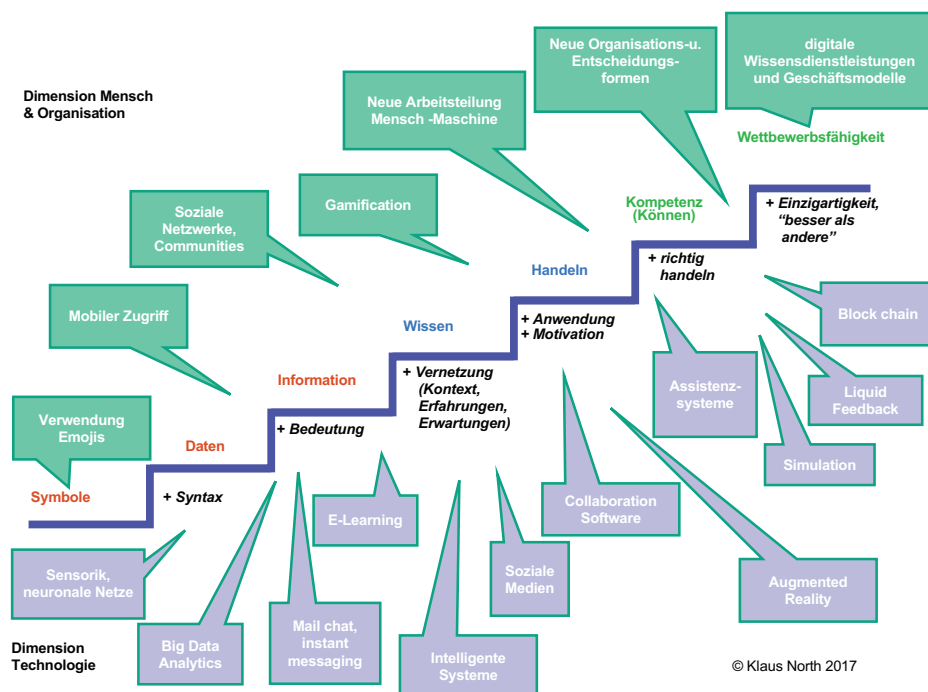 Neue Organisations-u.
Entscheidungs-
formen
digitale
Wissensdienstleistungen
und Geschäftsmodelle
Dimension Mensch
& Organisation
Neue Arbeitsteilung
Mensch -Maschine
Wettbewerbsfähigkeit
Soziale
Netzwerke,
Communities
Gamification
Kompetenz
(Können)
+ Einzigartigkeit,
“besser als
andere”
Handeln
+ richtig
handeln
Mobiler Zugriff
Wissen
+ Anwendung
+ Motivation
Block chain
Information
+ Vernetzung
(Kontext,
Erfahrungen,
Erwartungen)
Assistenz-
systeme
Liquid
Feedback
Verwendung
Emojis
Daten
+ Bedeutung
Simulation
Symbole
+ Syntax
E-Learning
Collaboration
Software
Sensorik,
neuronale Netze
Soziale
Medien
Augmented
Reality
Mail chat,
instant
messaging
Big Data
Analytics
Intelligente
Systeme
Dimension
Technologie
© Klaus North 2017